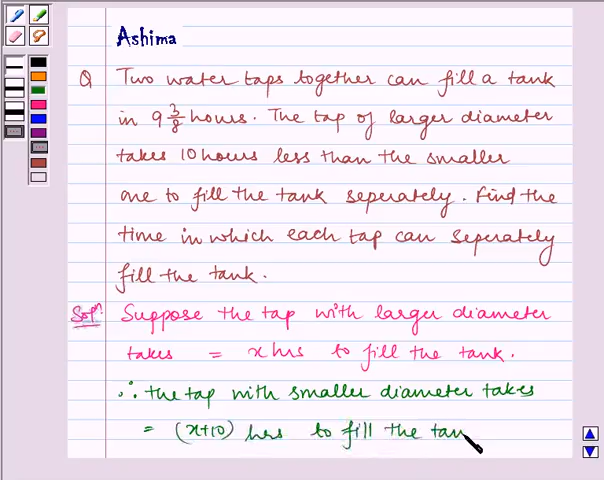 Ashima
Q Two water taps together can fill a tank
in 9 3/8 hours. The tap of larger diameter
takes 10 hours less than the smaller
one to fill the tank seperately. Find the
time in which each tap can seperately
fill the tank.
Solⁿ. Suppose the tap with larger diameter
takes = x hrs to fill the tank.
∴ the tap with smaller diameter takes
= (x+10) hrs to fill the tan